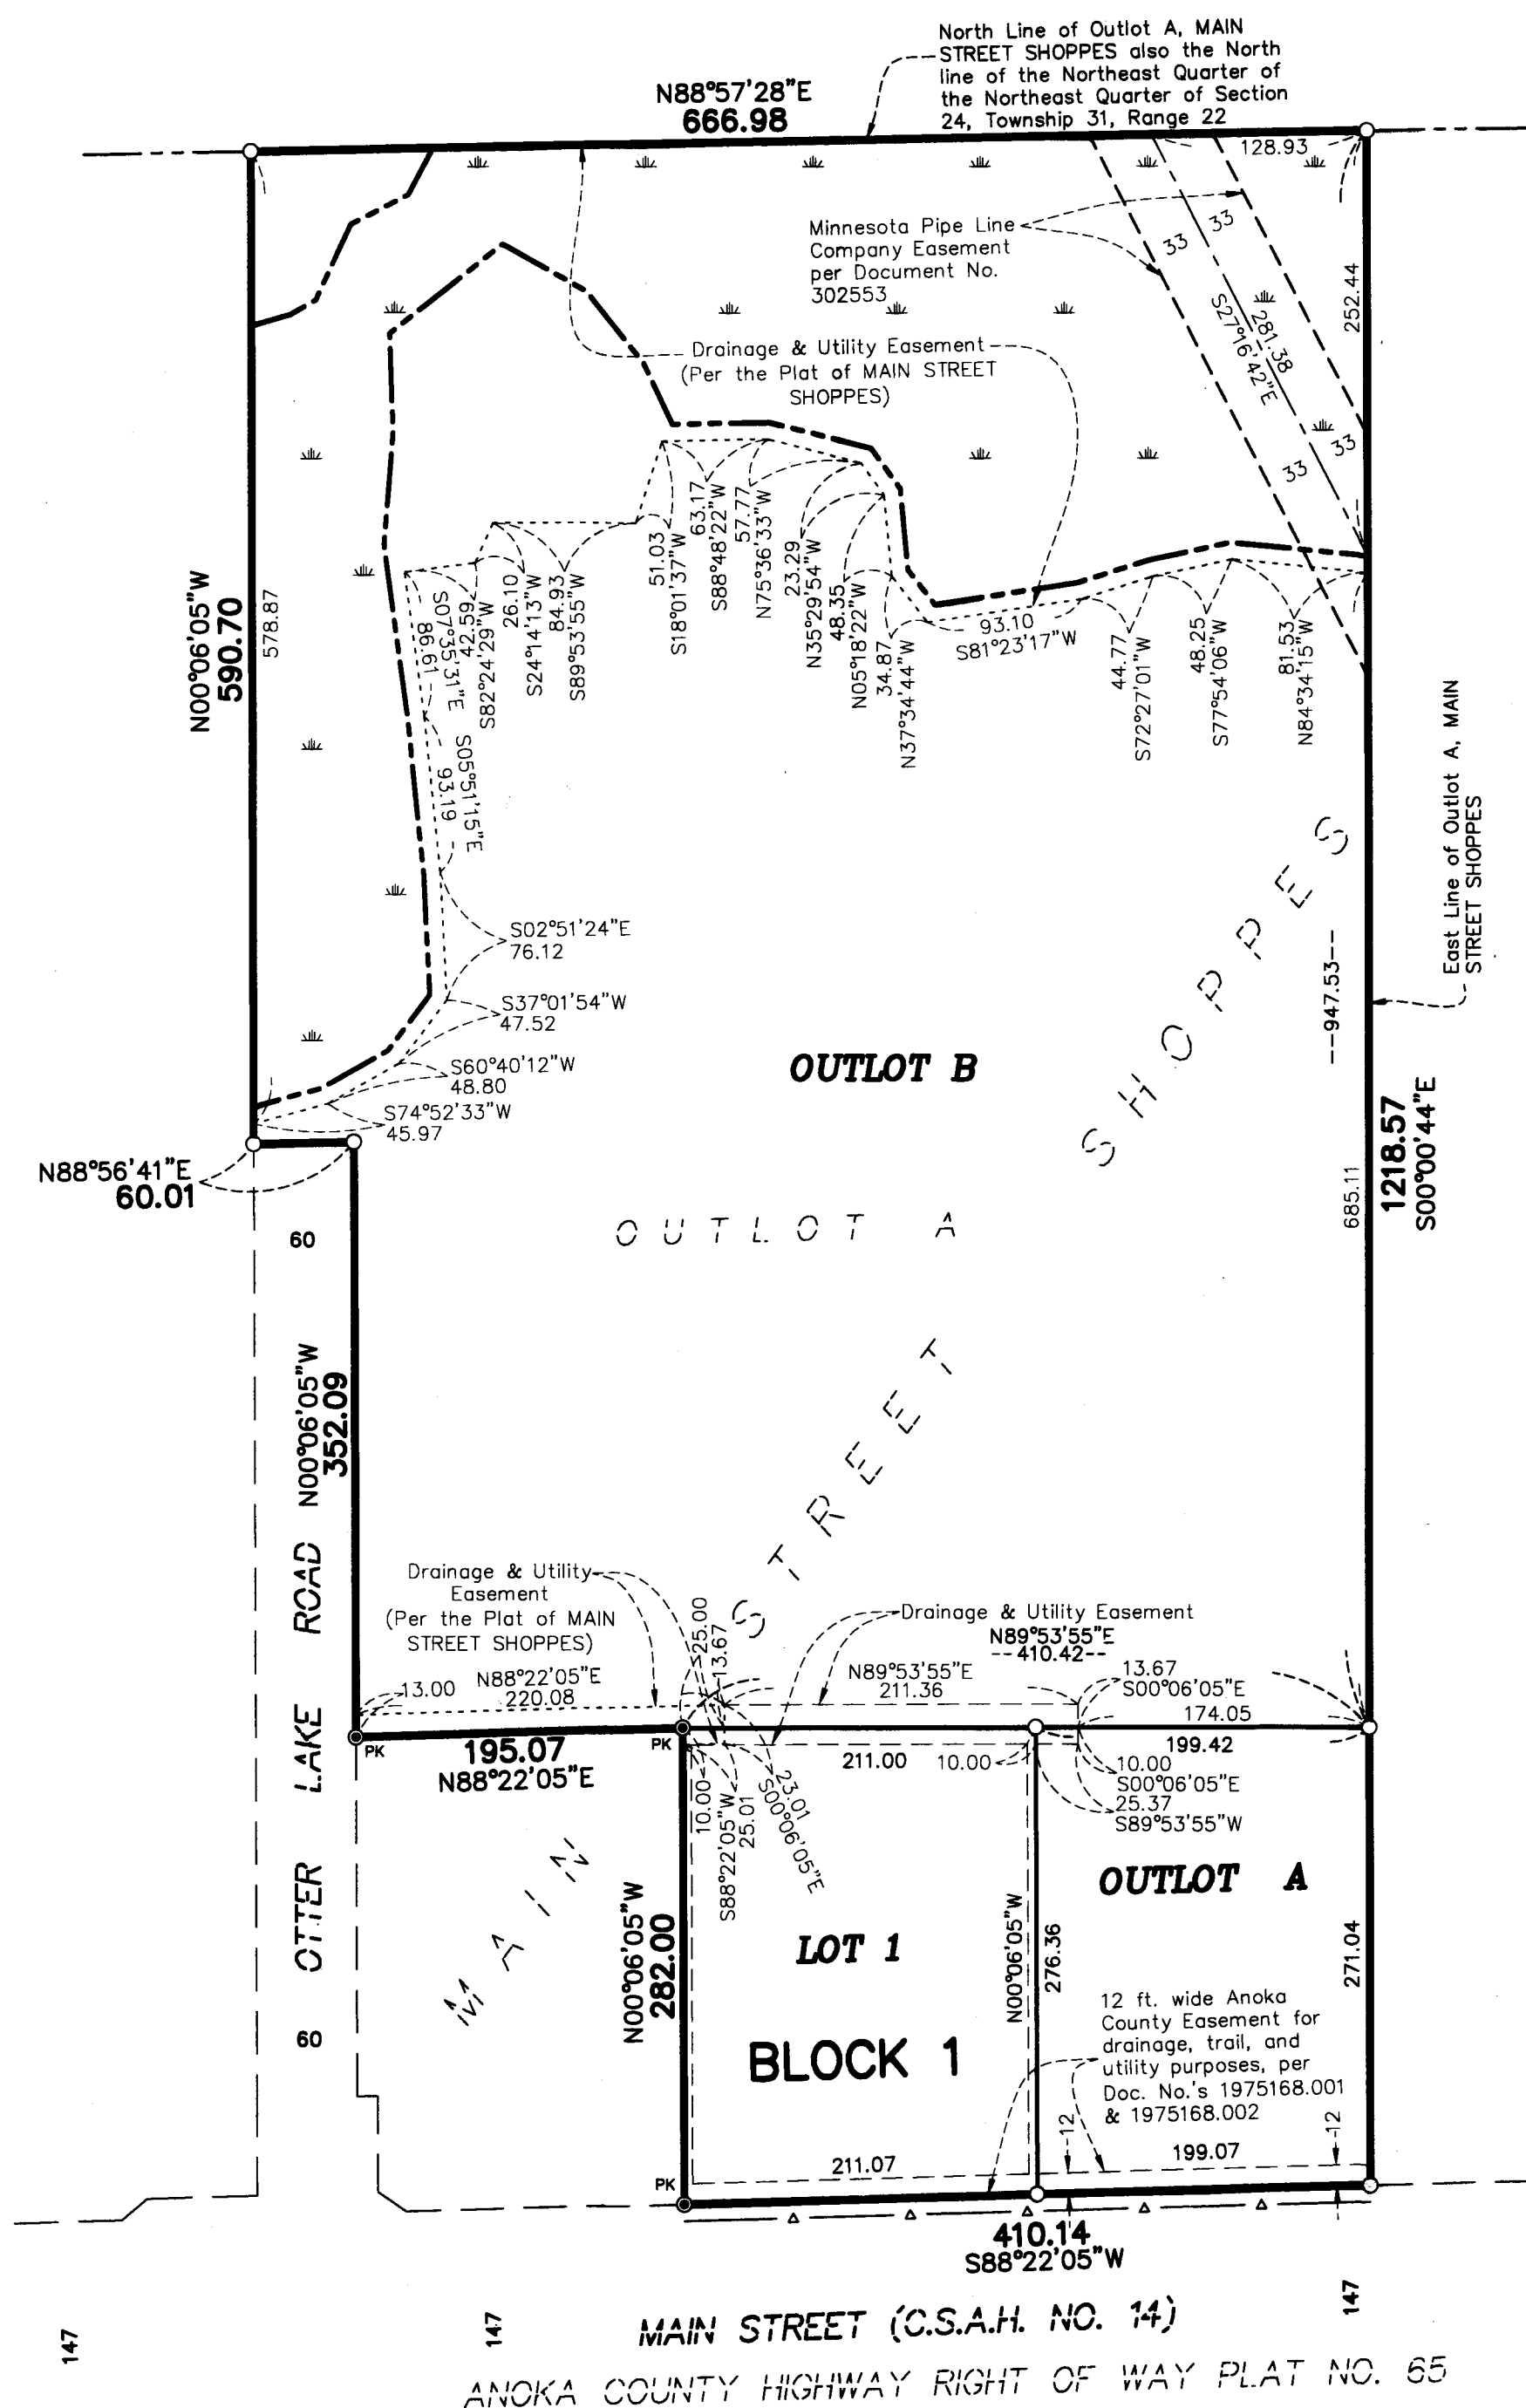 North Line of Outlot A, MAIN
STREET SHOPPES also the North
line of the Northeast Quarter of
the Northeast Quarter of Section
24, Township 31, Range 22
N88°57'28"E
666.98
128.93
Minnesota Pipe Line
Company Easement
per Document No.
302553
33
33
252.44
281.38
S27°16'42"E
33
33
Drainage & Utility Easement
(Per the Plat of MAIN STREET
SHOPPES)
N00°06'05"W
590.70
578.87
S07°35'31"E
86.61
65.24
S82°24'29"W
26.10
S24°14'13"W
84.93
S89°53'55"W
51.03
S18°01'37"W
63.17
S88°48'22"W
57.77
N75°36'33"W
23.29
N35°29'54"W
48.35
N05°18'22"W
34.87
N37°34'44"W
93.10
S81°23'17"W
44.77
S72°27'01"W
48.25
S77°54'06"W
81.53
N84°34'15"W
S05°51'15"E
93.19
East Line of Outlot A, MAIN
STREET SHOPPES
S02°51'24"E
76.12
S37°01'54"W
47.52
S60°40'12"W
48.80
S74°52'33"W
45.97
--947.53--
OUTLOT B
N88°56'41"E
60.01
1218.57
S00°00'44"E
685.11
60
OUTLOT A
MAIN STREET SHOPPES
N00°06'05"W
352.09
OTTER LAKE ROAD
Drainage & Utility
Easement
(Per the Plat of MAIN
STREET SHOPPES)
25.00
13.67
Drainage & Utility Easement
N89°53'55"E
--410.42--
13.00
N88°22'05"E
220.08
N89°53'55"E
211.36
13.67
S00°06'05"E
174.05
PK
195.07
N88°22'05"E
PK
211.00
10.00
199.42
10.00
S00°06'05"E
25.37
S89°53'55"W
10.00
S88°22'05"W
25.01
23.01
S00°06'05"E
OUTLOT A
N00°06'05"W
282.00
LOT 1
N00°06'05"W
276.36
271.04
60
BLOCK 1
12 ft. wide Anoka
County Easement for
drainage, trail, and
utility purposes, per
Doc. No.'s 1975168.001
& 1975168.002
12
12
211.07
199.07
PK
410.14
S88°22'05"W
147
147
147
MAIN STREET (C.S.A.H. NO. 14)
ANOKA COUNTY HIGHWAY RIGHT OF WAY PLAT NO. 65